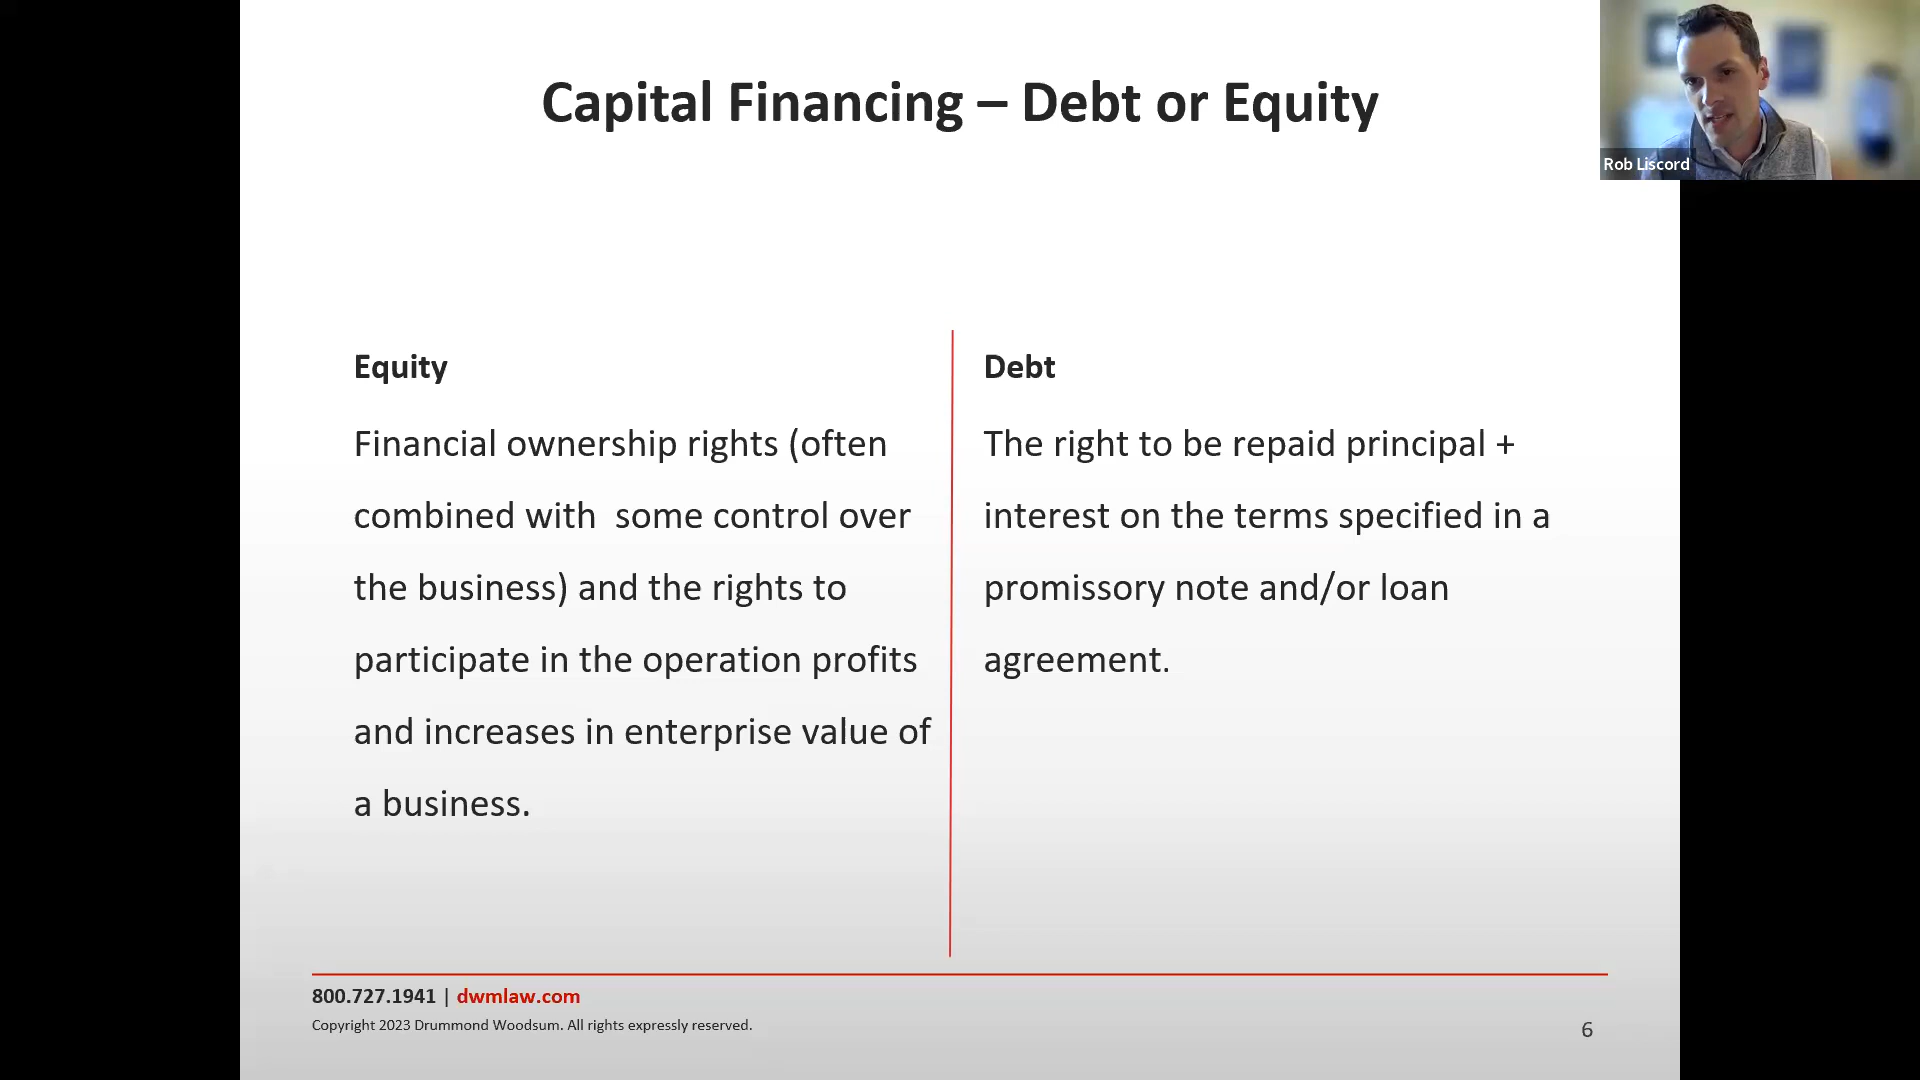 Capital Financing – Debt or Equity
Rob Liscord
Equity
Financial ownership rights (often
combined with  some control over
the business) and the rights to
participate in the operation profits
and increases in enterprise value of
a business.
Debt
The right to be repaid principal +
interest on the terms specified in a
promissory note and/or loan
agreement.
800.727.1941 | dwmlaw.com
Copyright 2023 Drummond Woodsum. All rights expressly reserved.
6